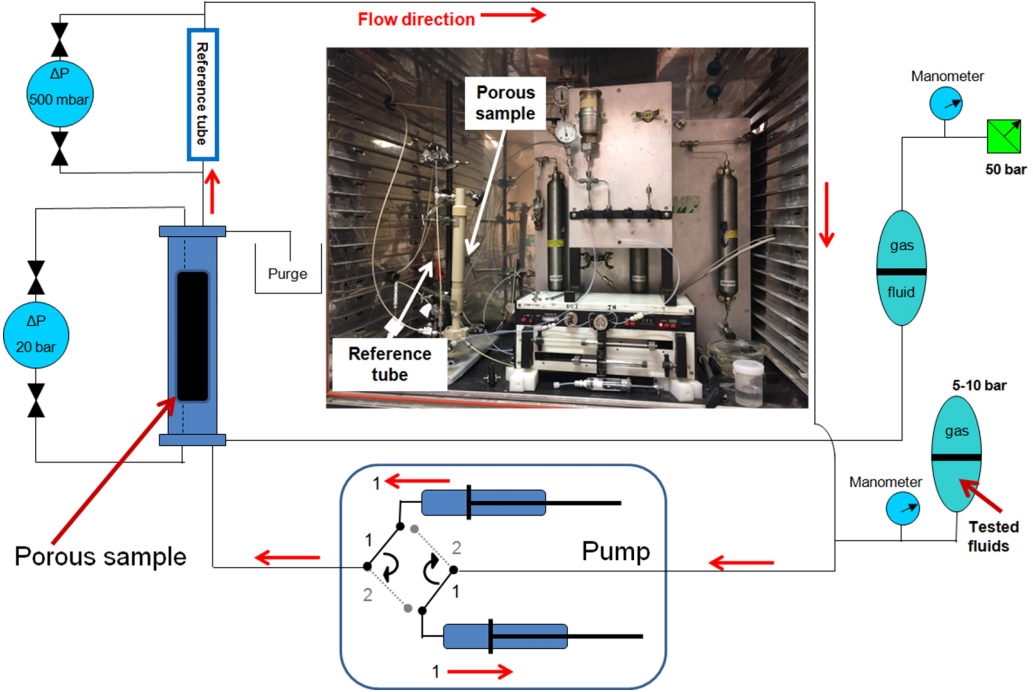 Flow direction
ΔP
500 mbar
Reference tube
Porous
sample
Manometer
50 bar
Purge
gas
fluid
ΔP
20 bar
Reference
tube
5-10 bar
gas
Manometer
Tested
fluids
Porous sample
1
1
2
2
1
Pump
1